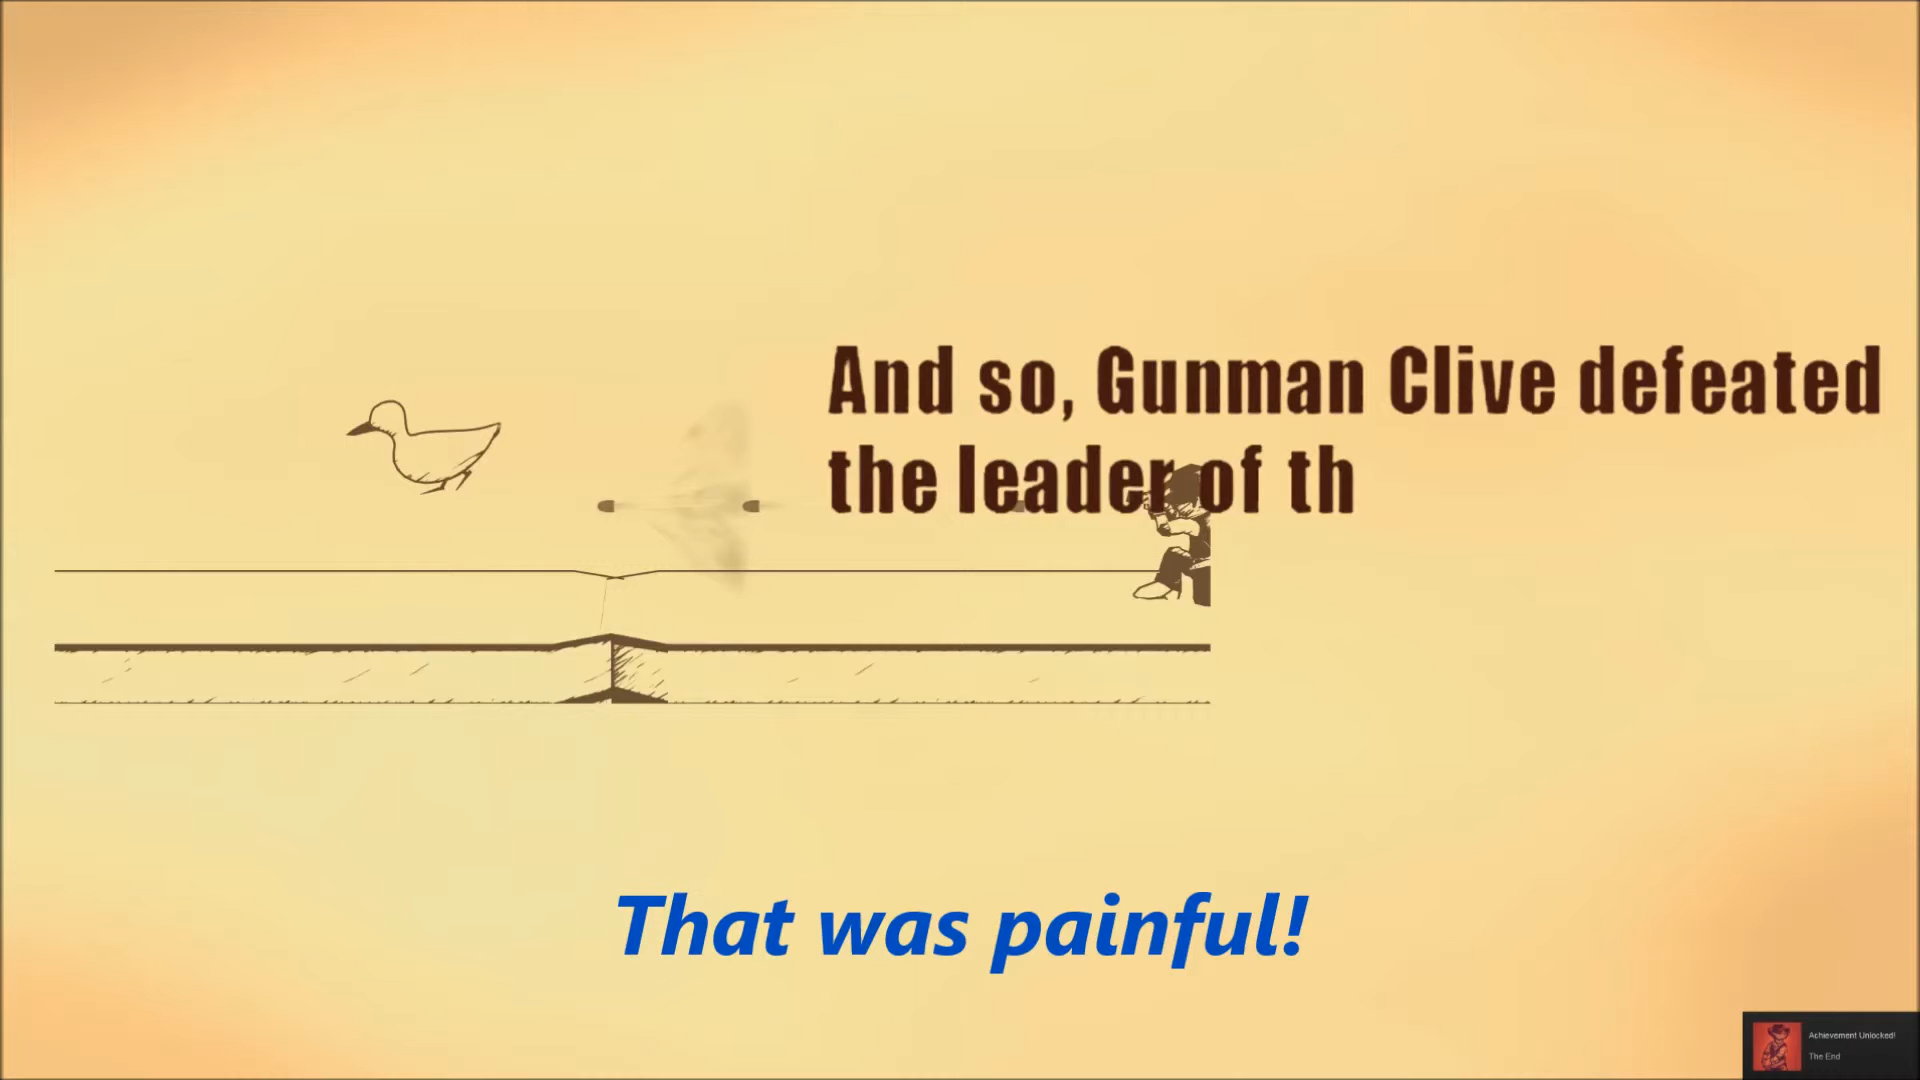 And so, Gunman Clive defeated
the leader of th
That was painful!
Achievement Unlocked!
The End